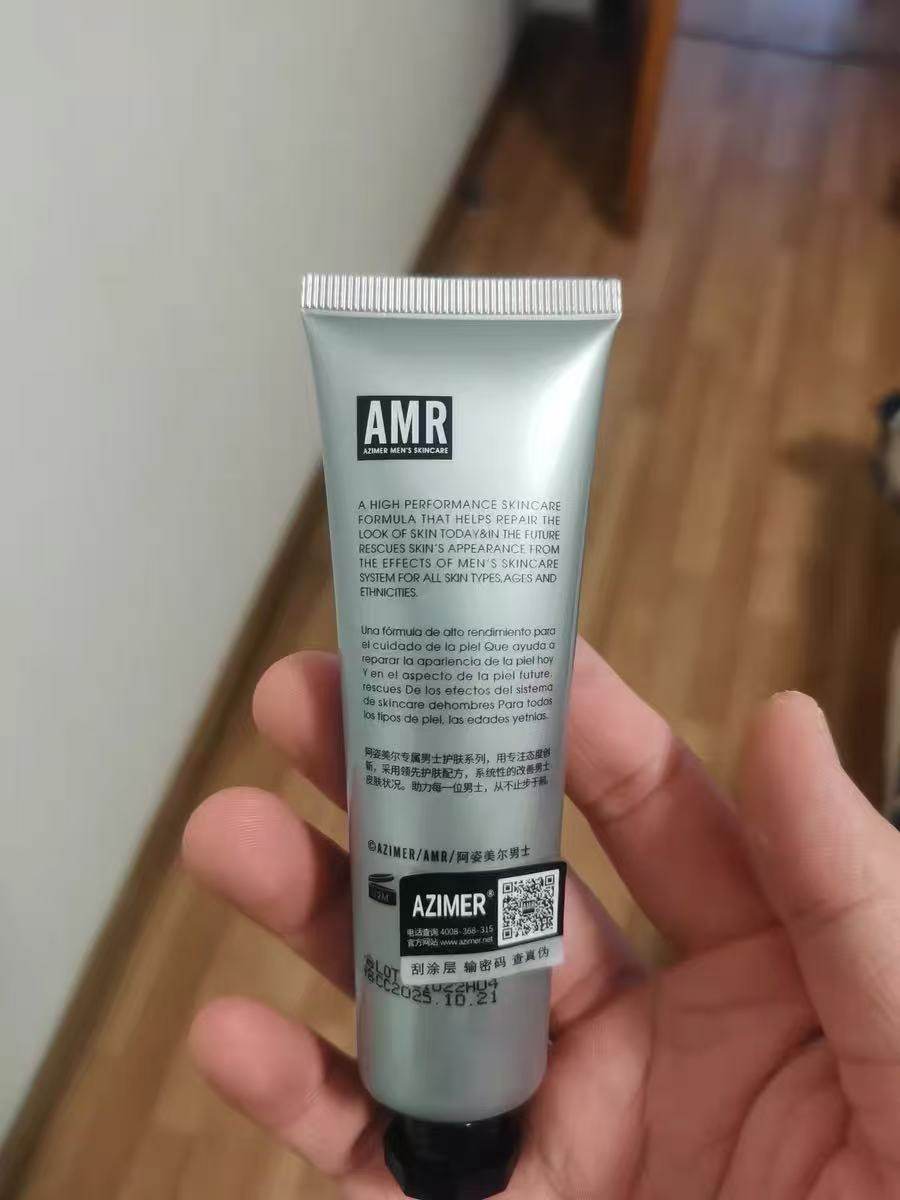 AMR
AZIMER MEN'S SKINCARE
A HIGH PERFORMANCE SKINCARE
FORMULA THAT HELPS REPAIR THE
LOOK OF SKIN TODAY&IN THE FUTURE
RESCUES SKIN'S APPEARANCE FROM
THE EFFECTS OF MEN'S SKINCARE
SYSTEM FOR ALL SKIN TYPES,AGES AND
ETHNICITIES.
Una fórmula de alto rendimiento para
el cuidado de la piel Que ayuda a
reparar la apariencia de la piel hoy
Y en el aspecto de la piel future,
rescues De los efectos del sistema
de skincare dehombres Para todos
los tipos de piel, las edades yetnias.
阿姿美尔专属男士护肤系列，用专注态度创
新，采用领先护肤配方，系统性的改善男士
皮肤状况。助力每一位男士，从不止步于颜。
©AZIMER/AMR/阿姿美尔男士
12M
AZIMER®
电话查询 4008-368-315
官方网站 www.azimer.net
刮涂层 输密码 查真伪
LOT
2025.10.21